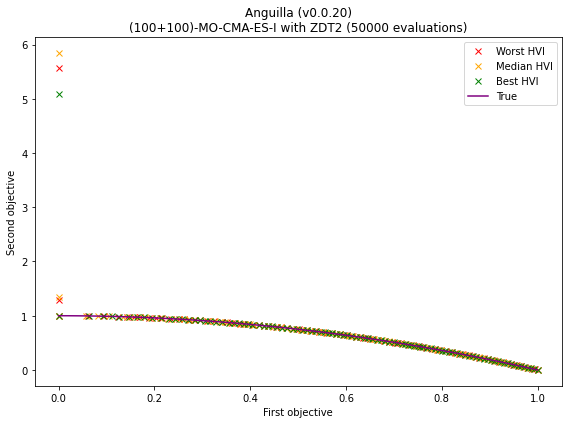 Anguilla (v0.0.20)
(100+100)-MO-CMA-ES-I with ZDT2 (50000 evaluations)
Worst HVI
Median HVI
Best HVI
True
Second objective
6
5
4
3
2
1
0
0.0 0.2 0.4 0.6 0.8 1.0
First objective